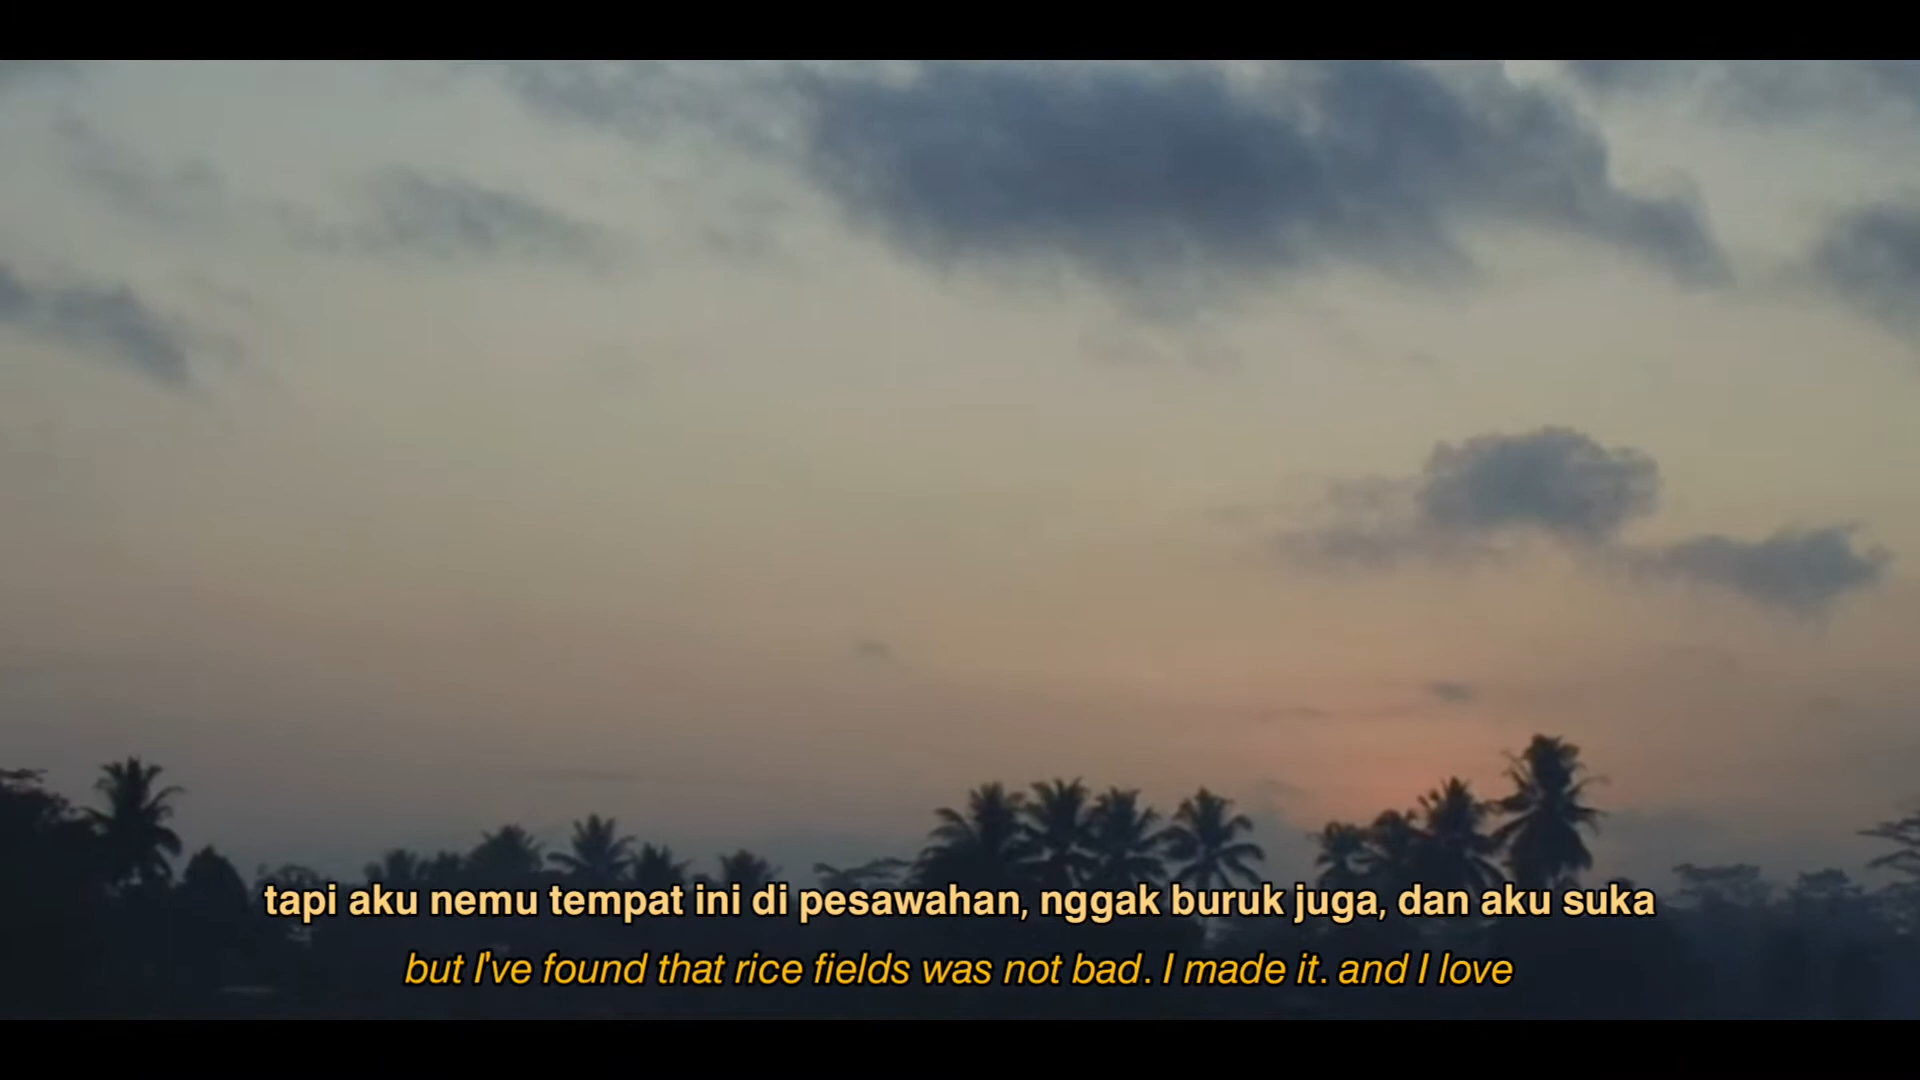 tapi aku nemu tempat ini di pesawahan, nggak buruk juga, dan aku suka
but I've found that rice fields was not bad. I made it. and I love